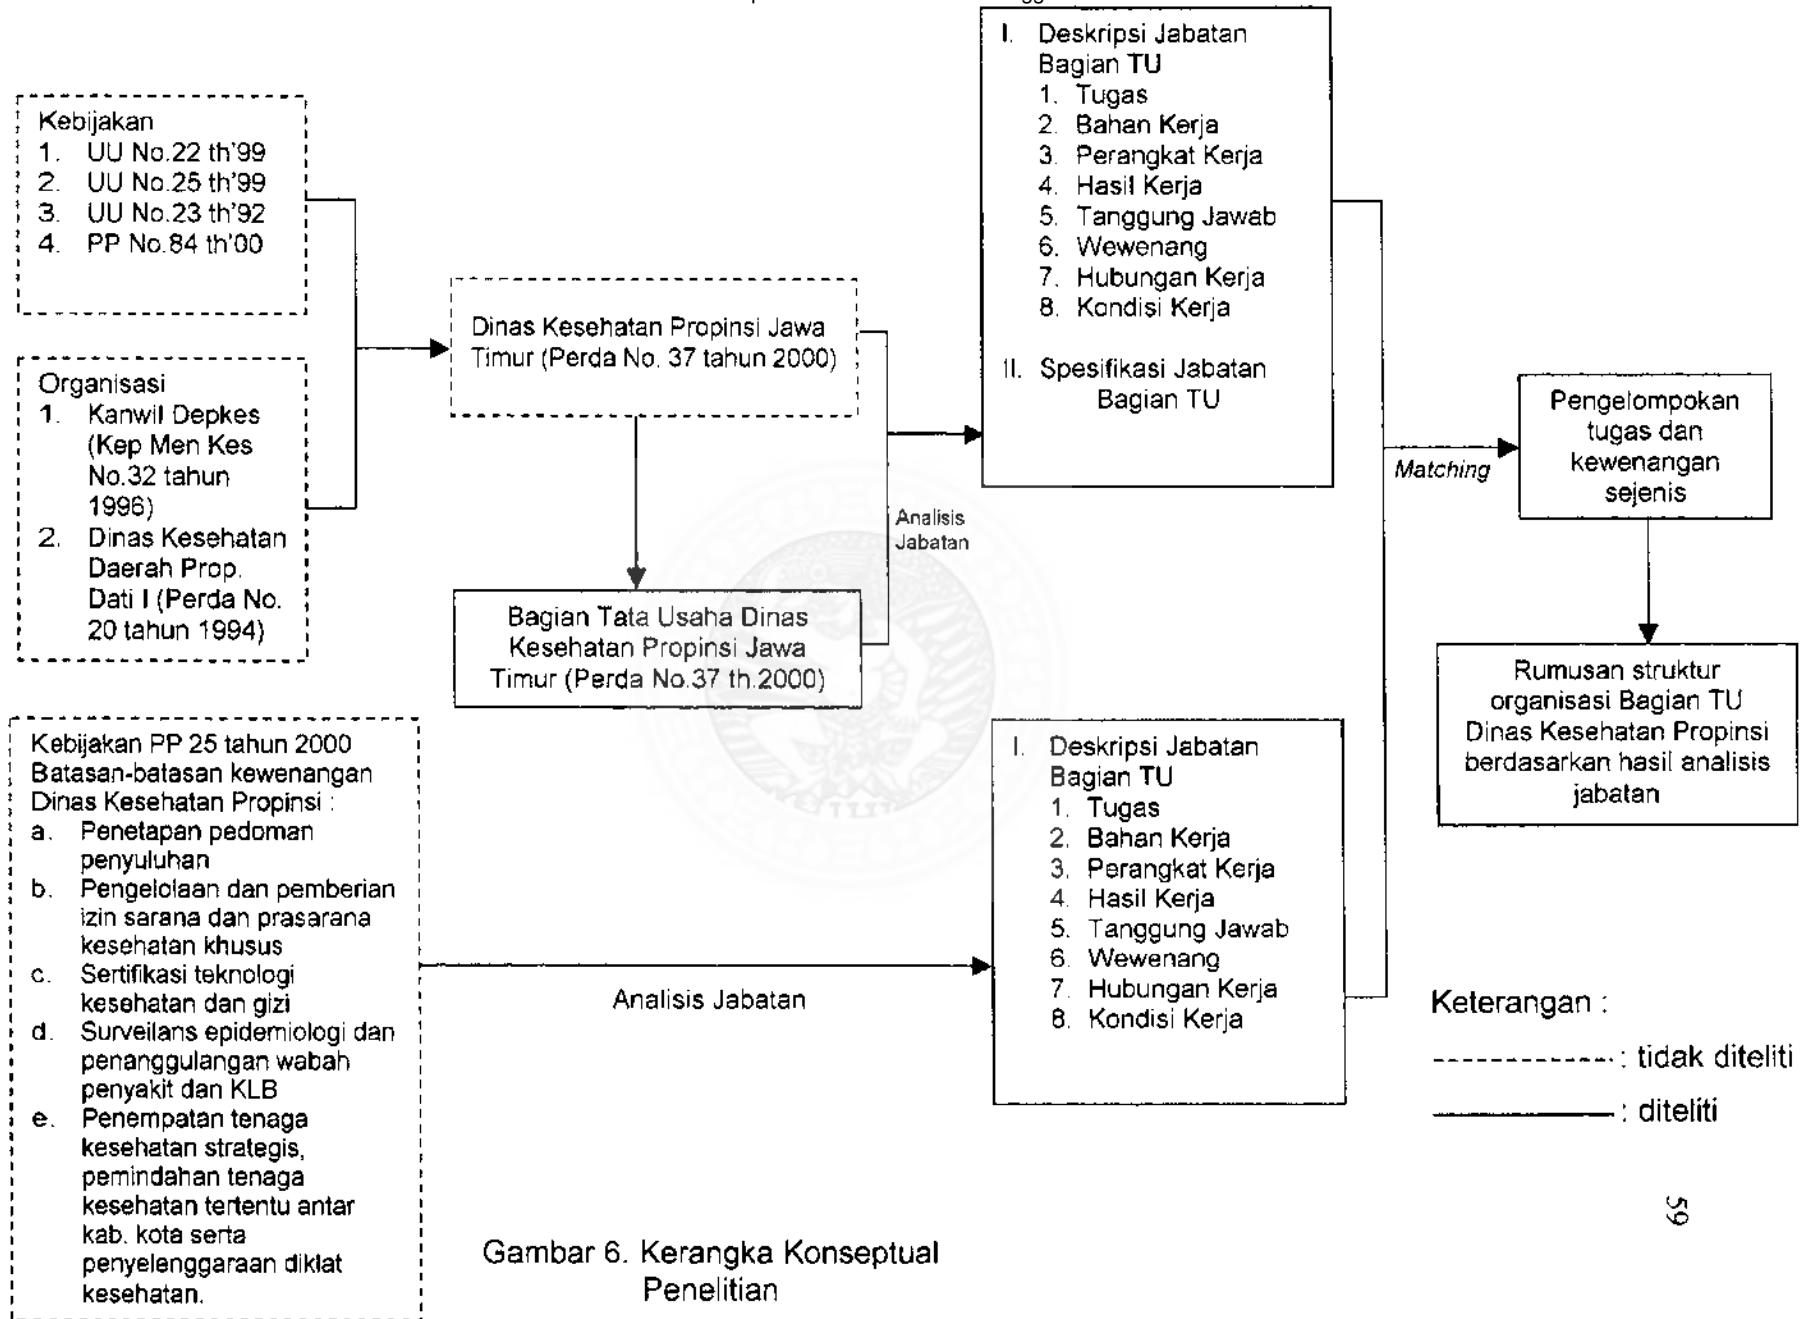 Kebijakan
1. UU No.22 th'99
2. UU No.25 th'99
3. UU No.23 th'92
4. PP No.84 th'00
Organisasi
1. Kanwil Depkes
(Kep Men Kes
No.32 tahun
1996)
2. Dinas Kesehatan
Daerah Prop.
Dati I (Perda No.
20 tahun 1994)
Kebijakan PP 25 tahun 2000
Batasan-batasan kewenangan
Dinas Kesehatan Propinsi :
a. Penetapan pedoman
penyuluhan
b. Pengelolaan dan pemberian
izin sarana dan prasarana
kesehatan khusus
c. Sertifikasi teknologi
kesehatan dan gizi
d. Surveilans epidemiologi dan
penanggulangan wabah
penyakit dan KLB
e. Penempatan tenaga
kesehatan strategis,
pemindahan tenaga
kesehatan tertentu antar
kab. kota serta
penyelenggaraan diklat
kesehatan.
Dinas Kesehatan Propinsi Jawa
Timur (Perda No. 37 tahun 2000)
Bagian Tata Usaha Dinas
Kesehatan Propinsi Jawa
Timur (Perda No.37 th.2000)
Analisis
Jabatan
Analisis Jabatan
I. Deskripsi Jabatan
Bagian TU
1. Tugas
2. Bahan Kerja
3. Perangkat Kerja
4. Hasil Kerja
5. Tanggung Jawab
6. Wewenang
7. Hubungan Kerja
8. Kondisi Kerja
II. Spesifikasi Jabatan
Bagian TU
I. Deskripsi Jabatan
Bagian TU
1. Tugas
2. Bahan Kerja
3. Perangkat Kerja
4. Hasil Kerja
5. Tanggung Jawab
6. Wewenang
7. Hubungan Kerja
8. Kondisi Kerja
Matching
Pengelompokan
tugas dan
kewenangan
sejenis
Rumusan struktur
organisasi Bagian TU
Dinas Kesehatan Propinsi
berdasarkan hasil analisis
jabatan
Keterangan :
: tidak diteliti
: diteliti
59
Gambar 6. Kerangka Konseptual
Penelitian